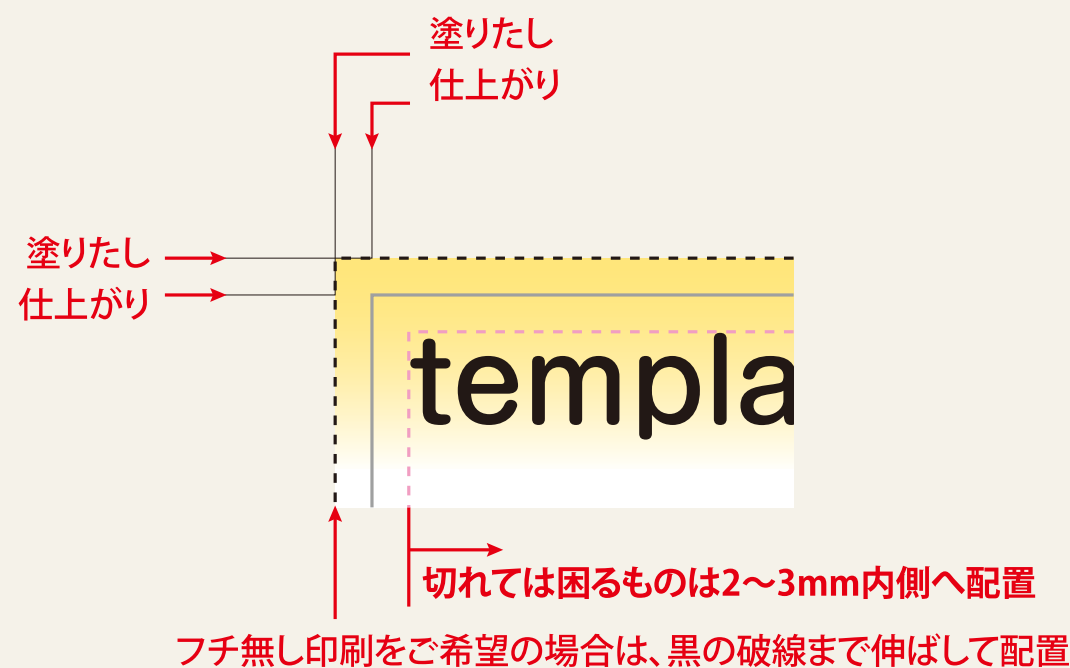 塗りたし
仕上がり
塗りたし
仕上がり
templa
切れては困るものは2〜3mm内側へ配置
フチ無し印刷をご希望の場合は、黒の破線まで伸ばして配置